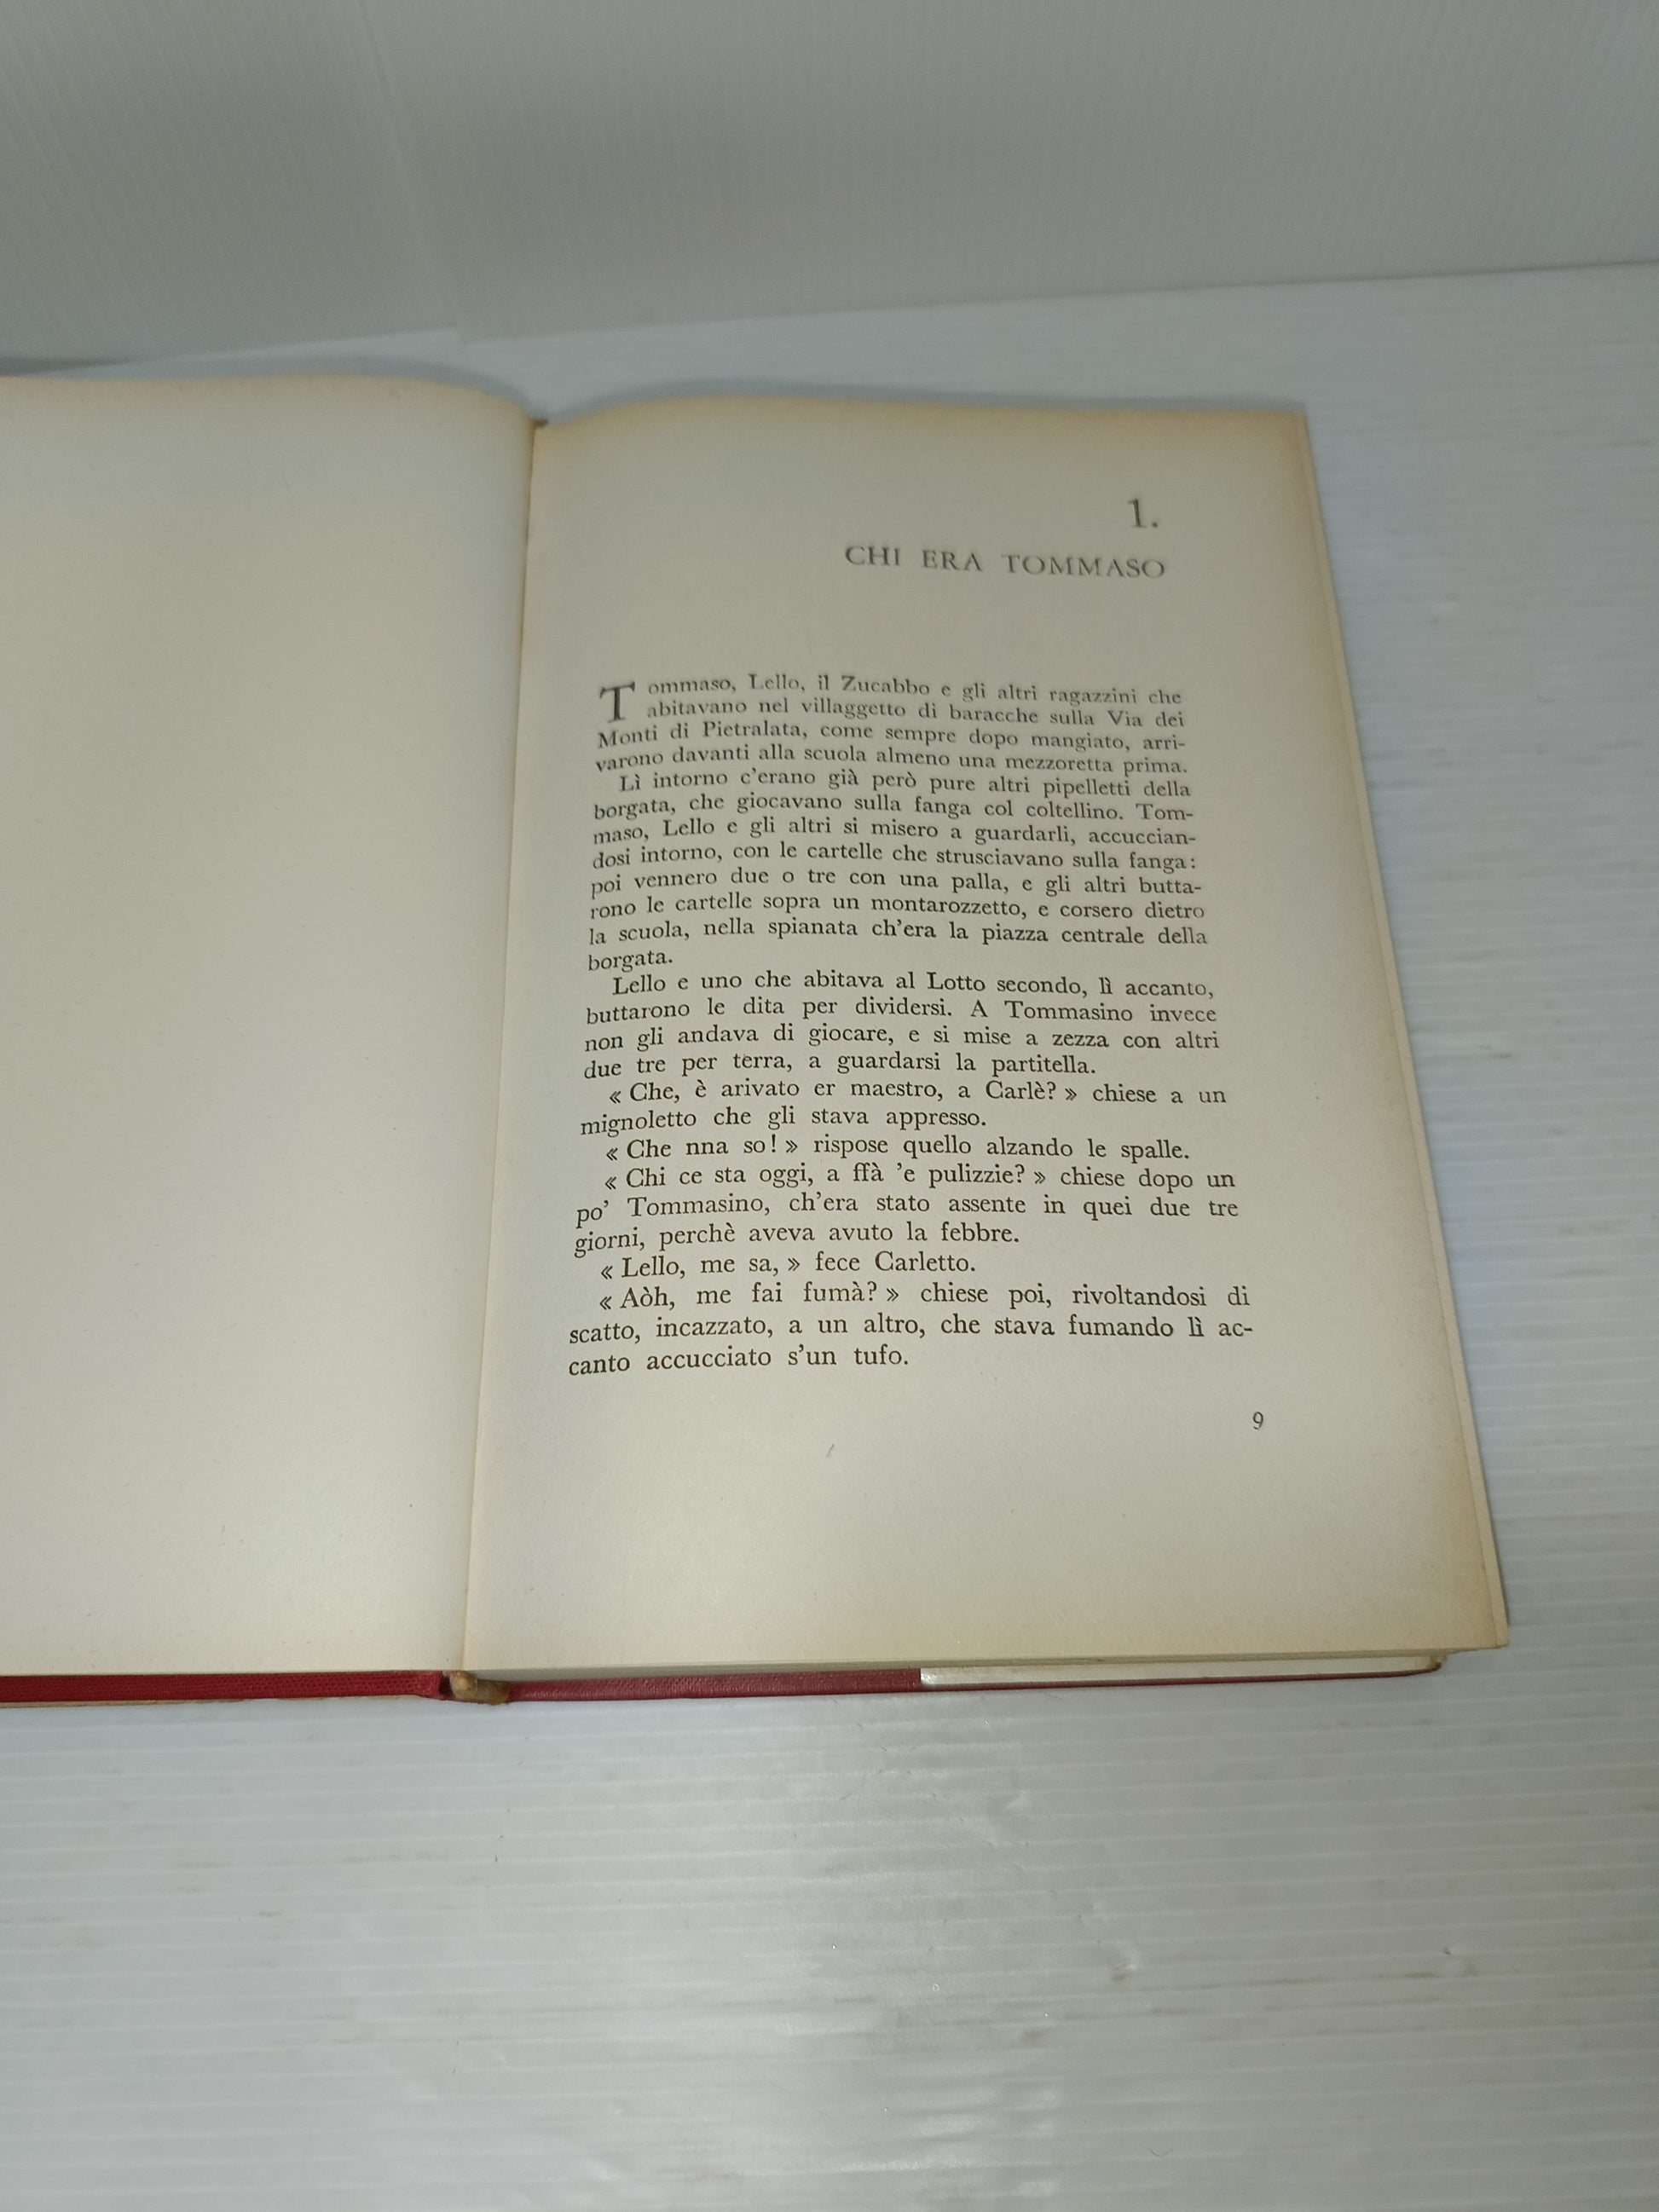 1.
CHI ERA TOMMASO
Tommaso, Lello, il Zucabbo e gli altri ragazzini che
abitavano nel villaggetto di baracche sulla Via dei
Monti di Pietralata, come sempre dopo mangiato, arri-
varono davanti alla scuola almeno una mezzoretta prima.
Lì intorno c'erano già però pure altri pipelletti della
borgata, che giocavano sulla fanga col coltellino. Tom-
maso, Lello e gli altri si misero a guardarli, accuccian-
dosi intorno, con le cartelle che strusciavano sulla fanga:
poi vennero due o tre con una palla, e gli altri butta-
rono le cartelle sopra un montarozzetto, e corsero dietro
la scuola, nella spianata ch'era la piazza centrale della
borgata.
Lello e uno che abitava al Lotto secondo, lì accanto,
buttarono le dita per dividersi. A Tommasino invece
non gli andava di giocare, e si mise a zezza con altri
due tre per terra, a guardarsi la partitella.
« Che, è arivato er maestro, a Carlè? » chiese a un
mignoletto che gli stava appresso.
« Che nna so! » rispose quello alzando le spalle.
« Chi ce sta oggi, a ffà 'e pulizzie? » chiese dopo un
po' Tommasino, ch'era stato assente in quei due tre
giorni, perchè aveva avuto la febbre.
« Lello, me sa, » fece Carletto.
« Aòh, me fai fumà? » chiese poi, rivoltandosi di
scatto, incazzato, a un altro, che stava fumando lì ac-
canto accucciato s'un tufo.
9